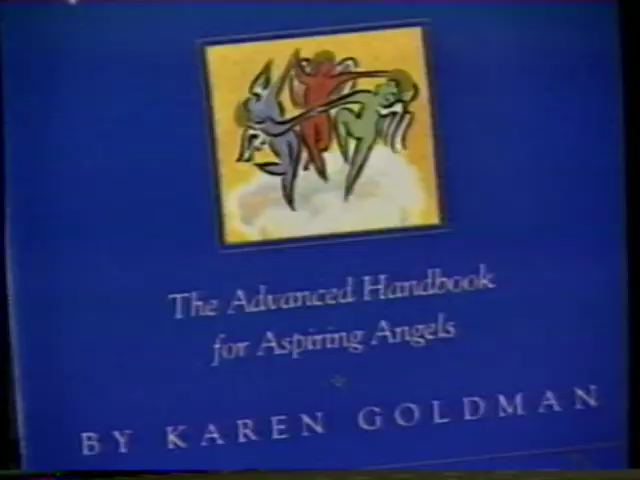 The Advanced Handbook
for Aspiring Angels
BY KAREN GOLDMAN